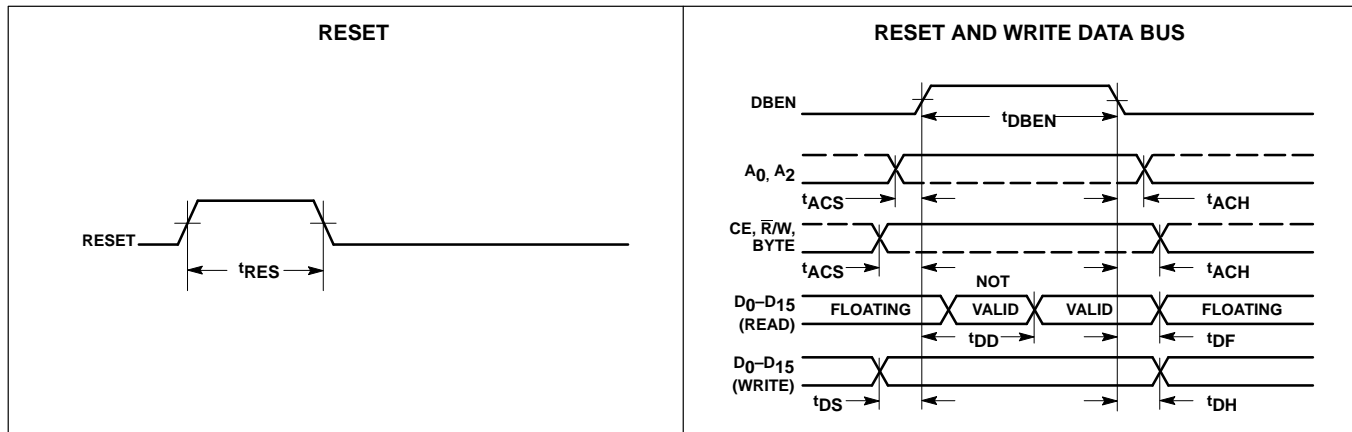 RESET
RESET
tRES
RESET AND WRITE DATA BUS
DBEN
tDBEN
A0, A2
tACS
tACH
CE, R̅/W,
BYTE
tACS
tACH
NOT
D0–D15
(READ)
FLOATING
VALID
VALID
FLOATING
tDD
tDF
D0–D15
(WRITE)
tDS
tDH